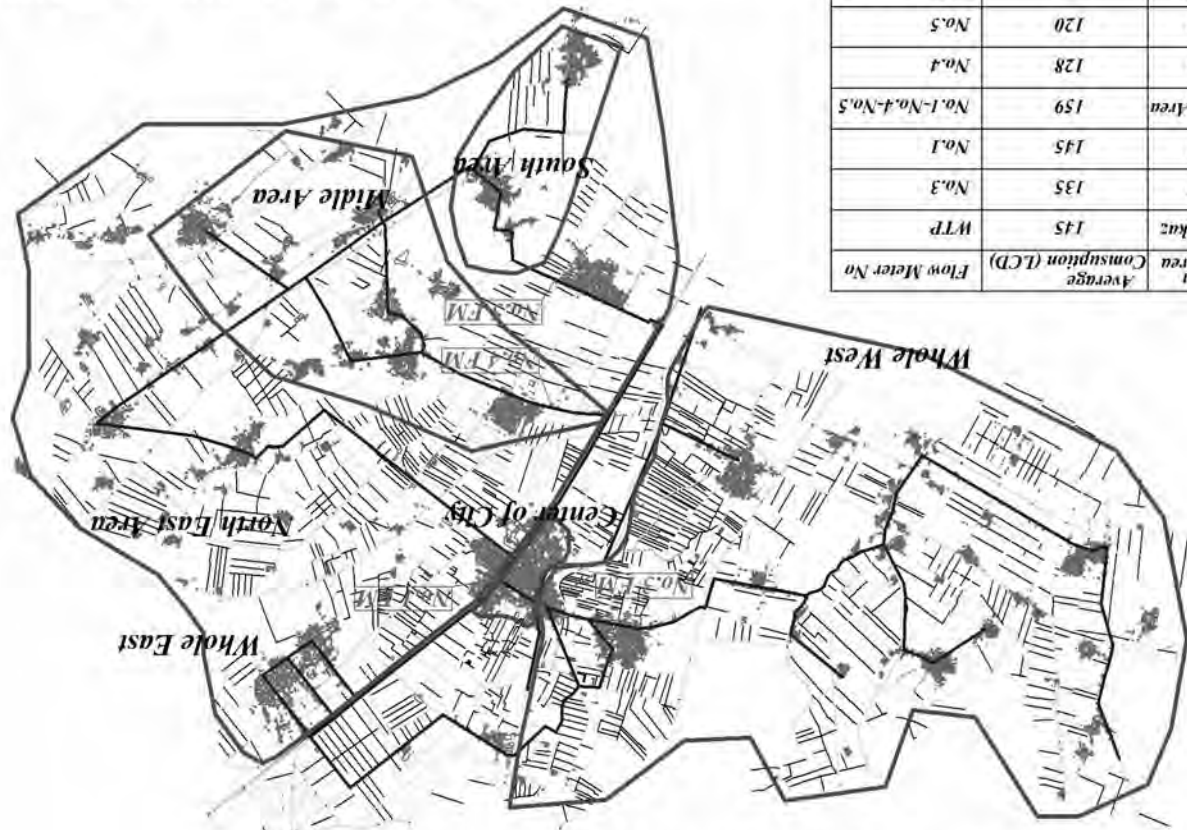 Whole East
No.3 FM
No.1 FM
Center of City
North East Area
Whole West
No.4 FM
No.5 FM
Midle Area
South Area
Average
Comsuption (LCD) Flow Meter No
145 WTP
135 No.3
145 No.1
Area 159 No.1-No.4-No.5
128 No.4
120 No.5